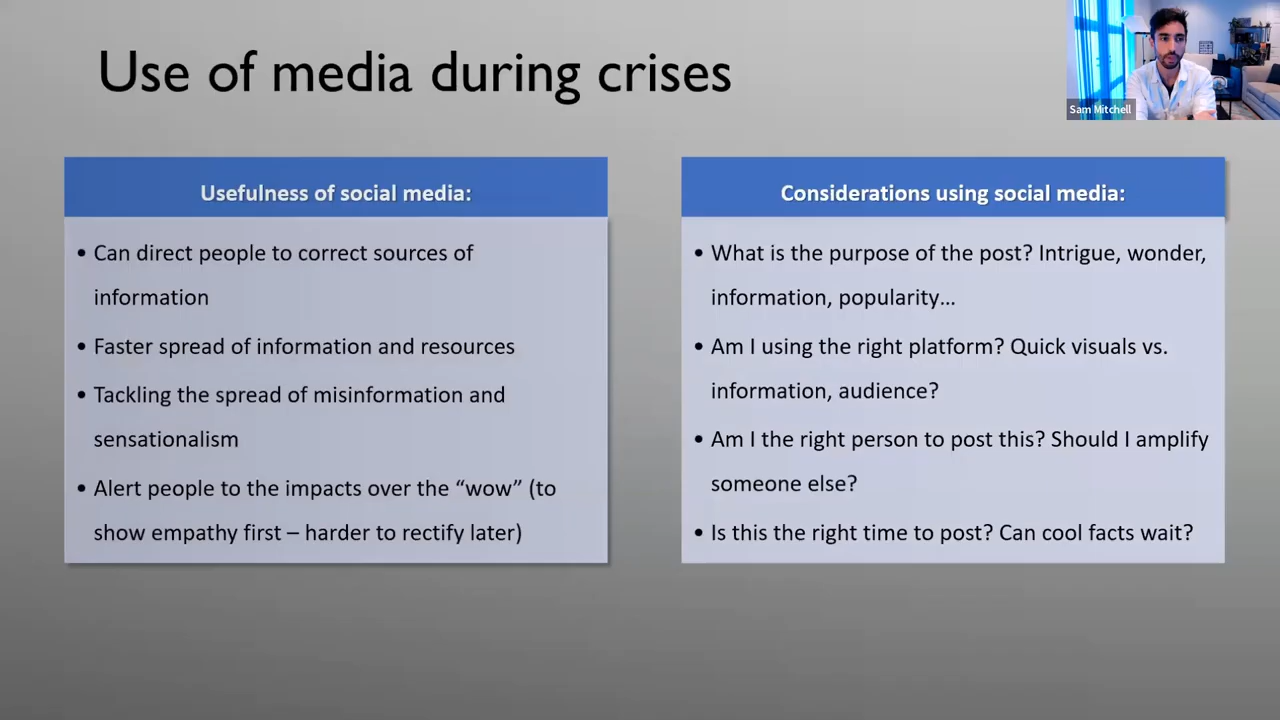 Use of media during crises
Sam Mitchell
Usefulness of social media:
• Can direct people to correct sources of
information
• Faster spread of information and resources
• Tackling the spread of misinformation and
sensationalism
• Alert people to the impacts over the “wow” (to
show empathy first – harder to rectify later)
Considerations using social media:
• What is the purpose of the post? Intrigue, wonder,
information, popularity…
• Am I using the right platform? Quick visuals vs.
information, audience?
• Am I the right person to post this? Should I amplify
someone else?
• Is this the right time to post? Can cool facts wait?